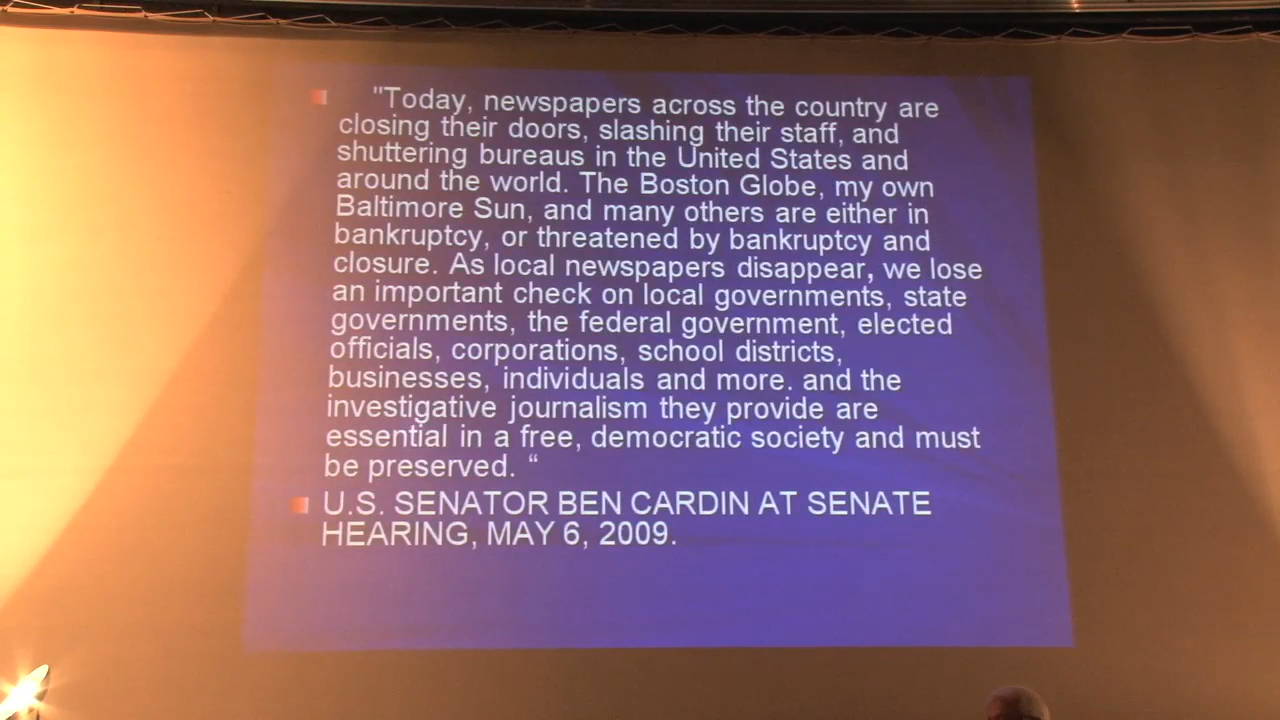 "Today, newspapers across the country are
closing their doors, slashing their staff, and
shuttering bureaus in the United States and
around the world. The Boston Globe, my own
Baltimore Sun, and many others are either in
bankruptcy, or threatened by bankruptcy and
closure. As local newspapers disappear, we lose
an important check on local governments, state
governments, the federal government, elected
officials, corporations, school districts,
businesses, individuals and more. and the
investigative journalism they provide are
essential in a free, democratic society and must
be preserved. “
U.S. SENATOR BEN CARDIN AT SENATE
HEARING, MAY 6, 2009.